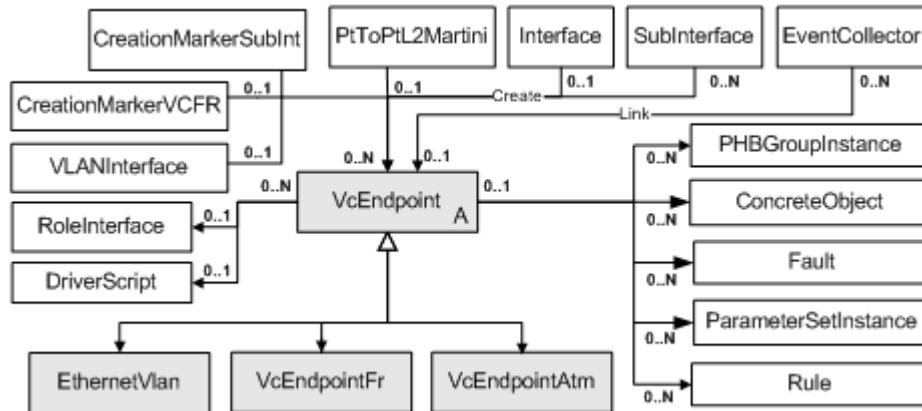 CreationMarkerSubInt
PtToPtL2Martini
Interface
SubInterface
EventCollector
0..1
0..1
0..1
0..N
0..N
CreationMarkerVCFR
Create
Link
VLANInterface
0..1
0..N
0..1
PHBGroupInstance
0..N
0..N
VcEndpoint
A
0..1
ConcreteObject
0..N
RoleInterface
0..1
Fault
0..N
DriverScript
0..1
ParameterSetInstance
0..N
EthernetVlan
VcEndpointFr
VcEndpointAtm
Rule
0..N